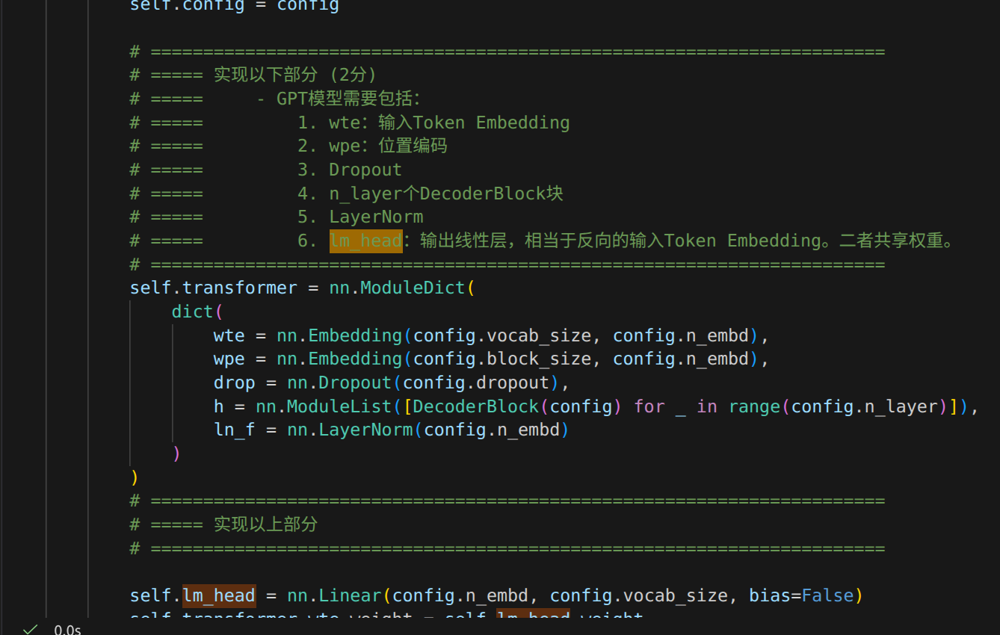 self.config = config
# ======================================================================
# ===== 实现以下部分 (2分)
# =====     - GPT模型需要包括:
# =====         1. wte: 输入Token Embedding
# =====         2. wpe: 位置编码
# =====         3. Dropout
# =====         4. n_layer个DecoderBlock块
# =====         5. LayerNorm
# =====         6. lm_head: 输出线性层，相当于反向的输入Token Embedding。二者共享权重。
# ======================================================================
self.transformer = nn.ModuleDict(
dict(
wte = nn.Embedding(config.vocab_size, config.n_embd),
wpe = nn.Embedding(config.block_size, config.n_embd),
drop = nn.Dropout(config.dropout),
h = nn.ModuleList([DecoderBlock(config) for _ in range(config.n_layer)]),
ln_f = nn.LayerNorm(config.n_embd)
)
)
# ======================================================================
# ===== 实现以上部分
# ======================================================================
self.lm_head = nn.Linear(config.n_embd, config.vocab_size, bias=False)
self.transformer.wte.weight = self.lm_head.weight
0.0s